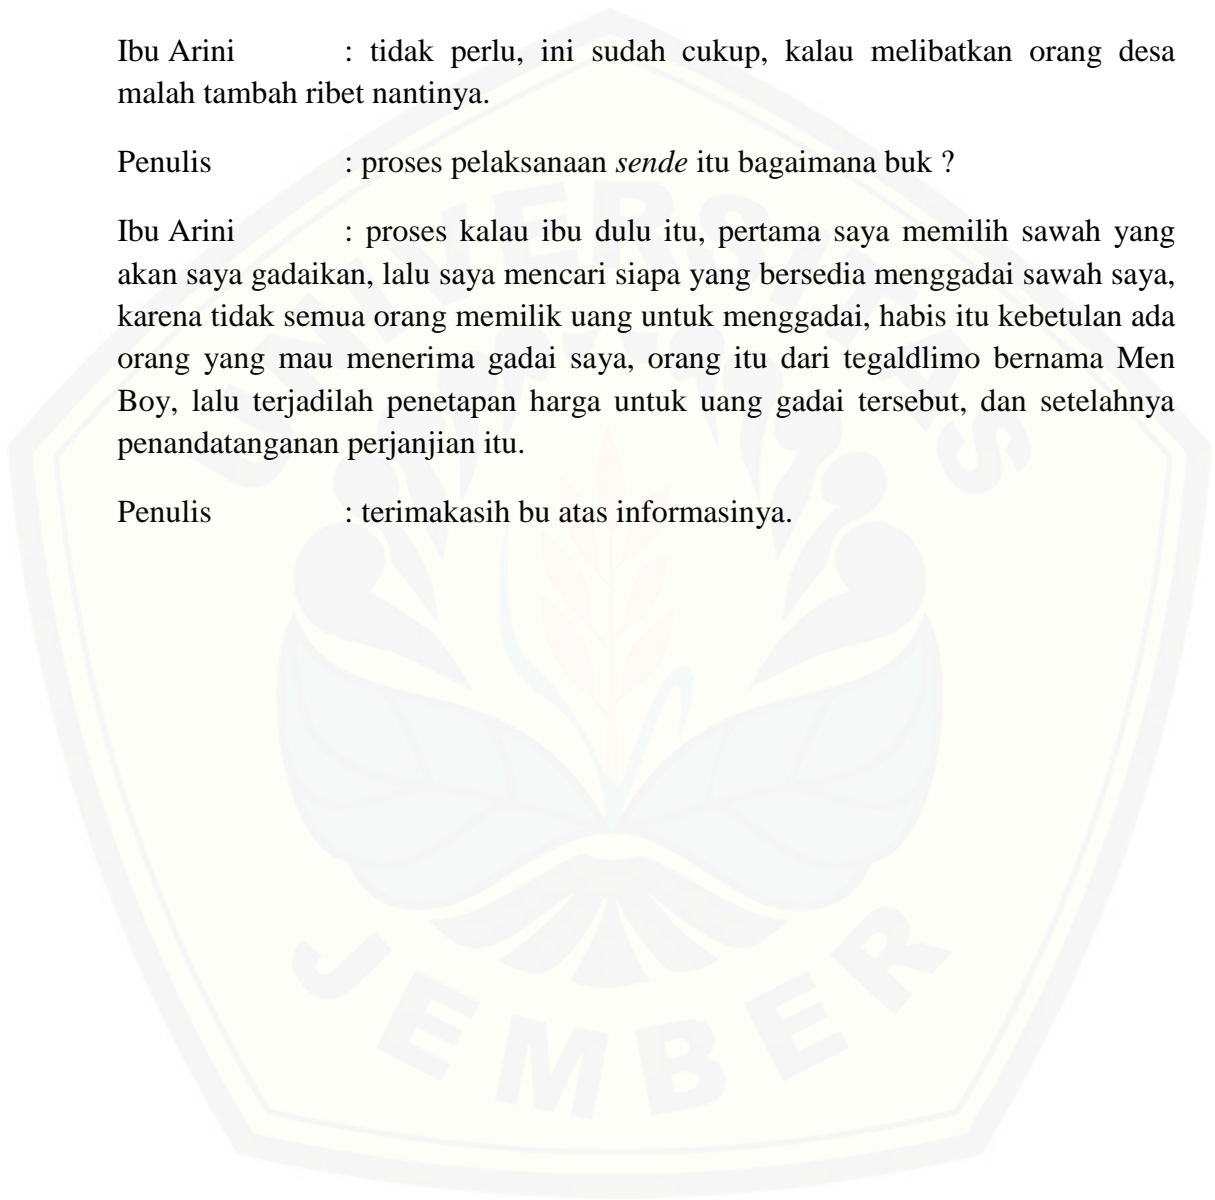 Ibu Arini : tidak perlu, ini sudah cukup, kalau melibatkan orang desa
malah tambah ribet nantinya.
Penulis : proses pelaksanaan sende itu bagaimana buk ?
Ibu Arini : proses kalau ibu dulu itu, pertama saya memilih sawah yang
akan saya gadaikan, lalu saya mencari siapa yang bersedia menggadai sawah saya,
karena tidak semua orang memilik uang untuk menggadai, habis itu kebetulan ada
orang yang mau menerima gadai saya, orang itu dari tegaldlimo bernama Men
Boy, lalu terjadilah penetapan harga untuk uang gadai tersebut, dan setelahnya
penandatanganan perjanjian itu.
Penulis : terimakasih bu atas informasinya.
UNIVERSITAS
JEMBER